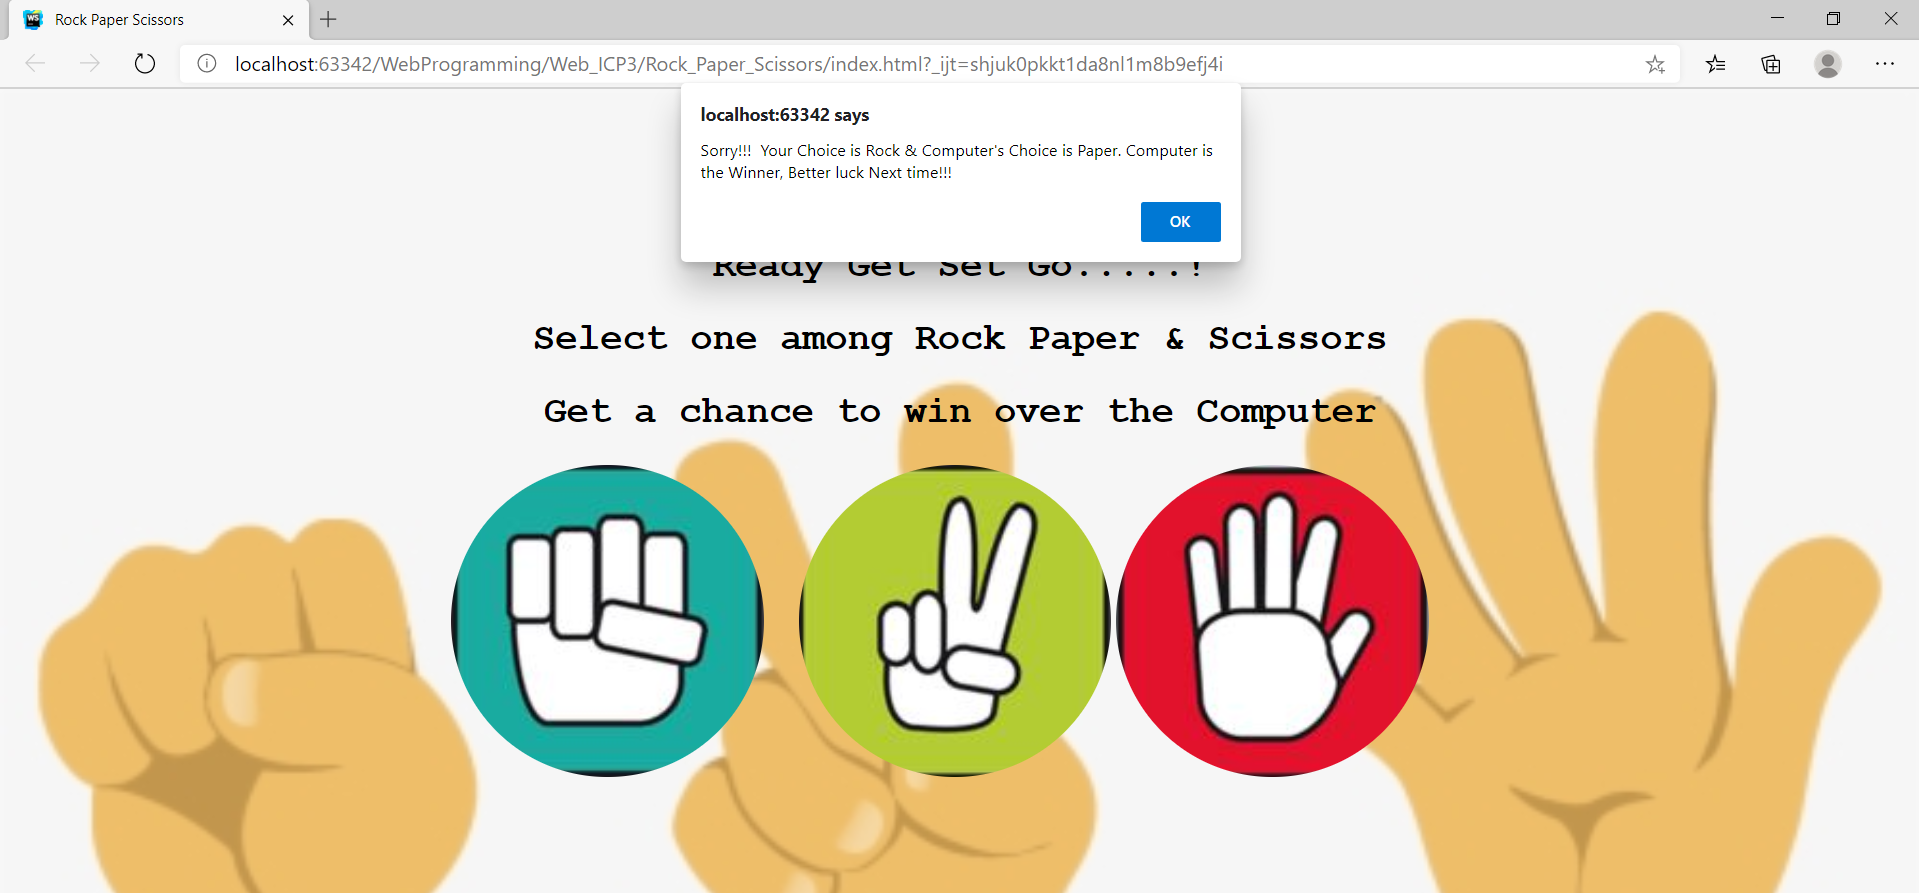 WS
Rock Paper Scissors
localhost:63342/WebProgramming/Web_ICP3/Rock_Paper_Scissors/index.html?_ijt=shjuk0pkkt1da8nl1m8b9efj4i
localhost:63342 says
Sorry!!!  Your Choice is Rock & Computer's Choice is Paper. Computer is
the Winner, Better luck Next time!!!
OK
Ready Get Set Go.....!
Select one among Rock Paper & Scissors
Get a chance to win over the Computer